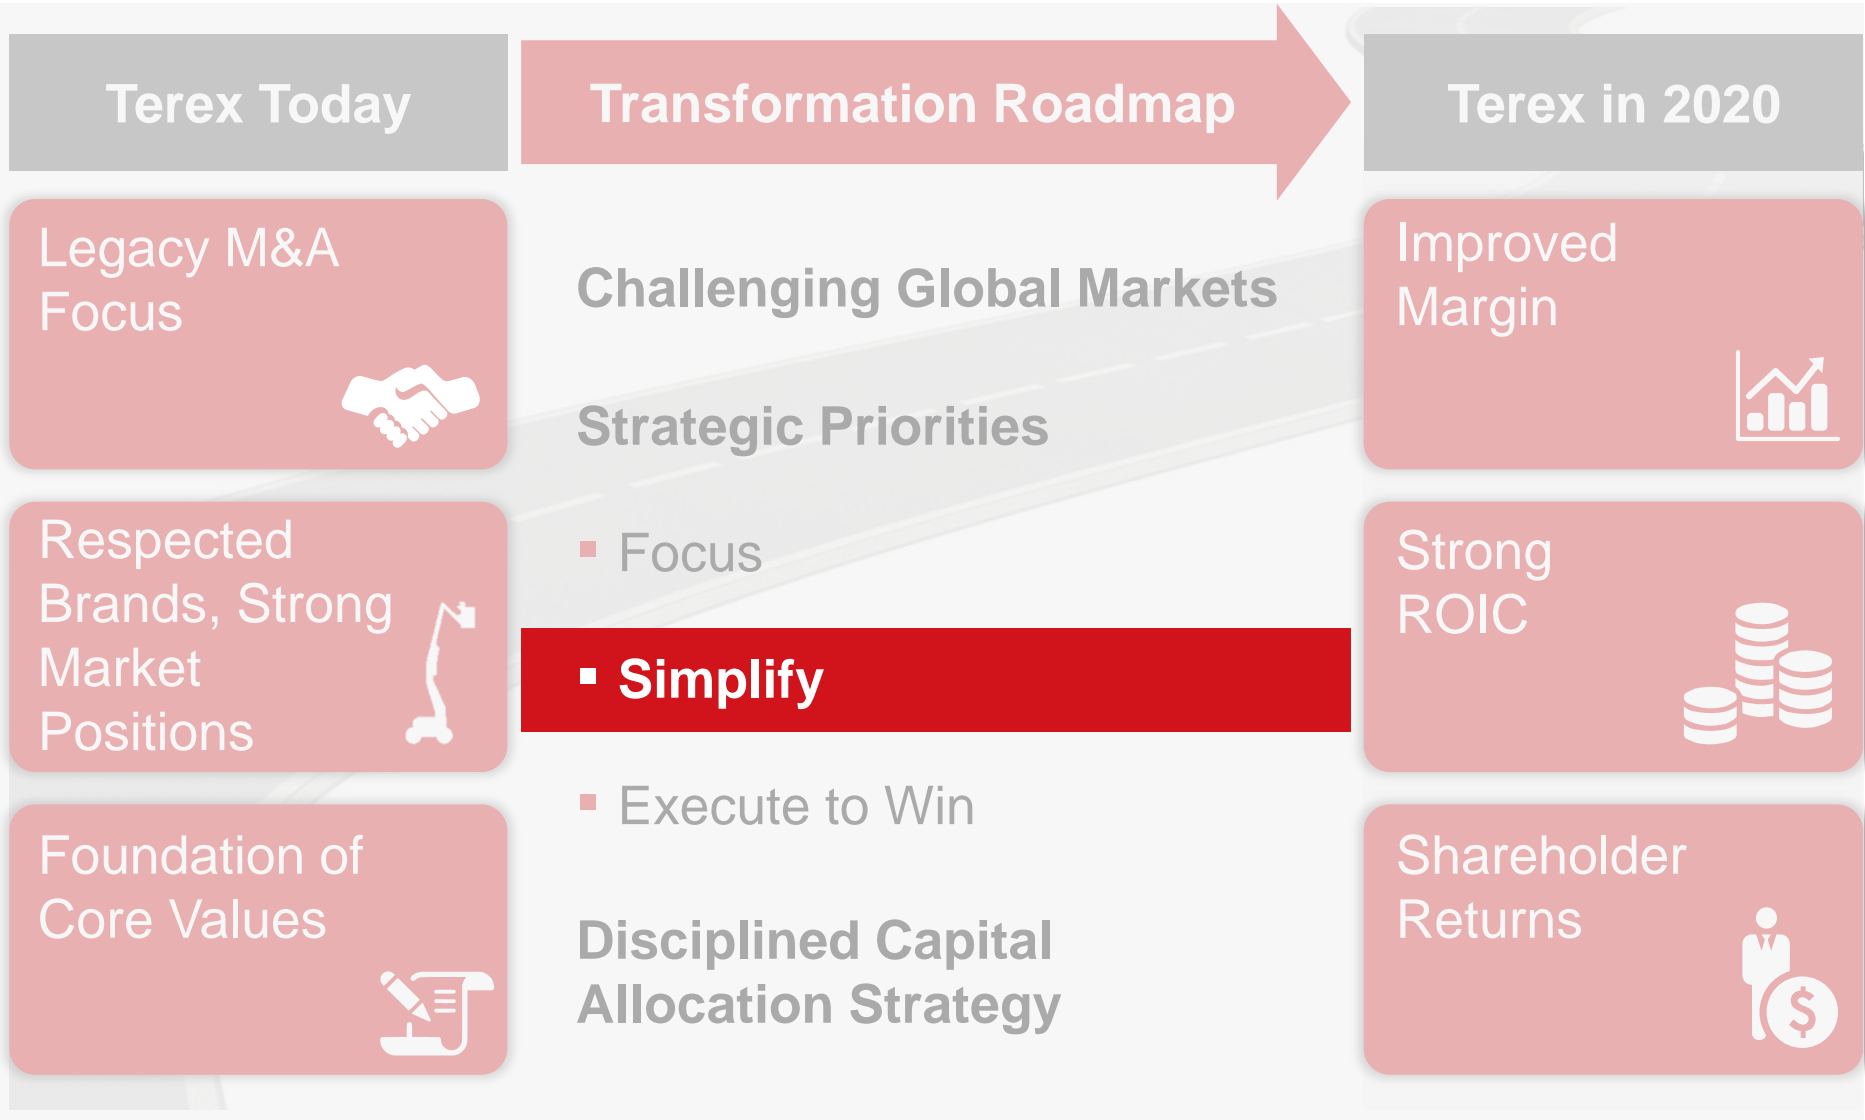 Terex Today
Transformation Roadmap
Terex in 2020
Legacy M&A
Focus
Respected
Brands, Strong
Market
Positions
Foundation of
Core Values
Challenging Global Markets
Strategic Priorities
▪ Focus
▪ Simplify
▪ Execute to Win
Disciplined Capital
Allocation Strategy
Improved
Margin
Strong
ROIC
Shareholder
Returns
$